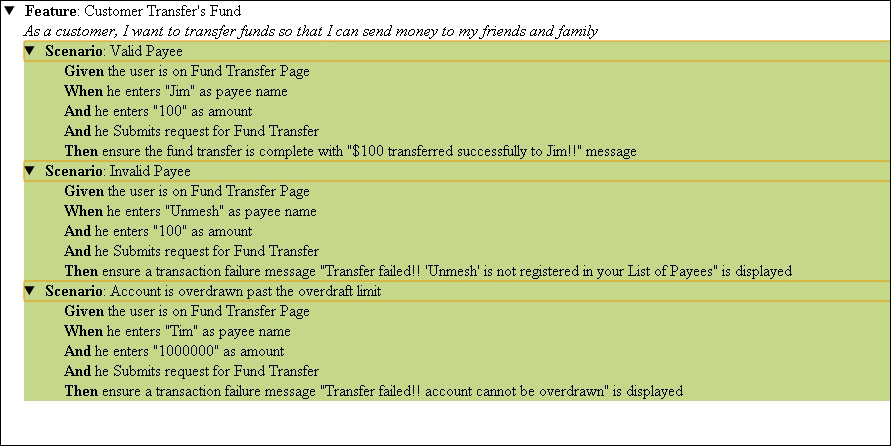 Feature: Customer Transfer's Fund
As a customer, I want to transfer funds so that I can send money to my friends and family
Scenario: Valid Payee
Given the user is on Fund Transfer Page
When he enters "Jim" as payee name
And he enters "100" as amount
And he Submits request for Fund Transfer
Then ensure the fund transfer is complete with "$100 transferred successfully to Jim!!" message
Scenario: Invalid Payee
Given the user is on Fund Transfer Page
When he enters "Unmesh" as payee name
And he enters "100" as amount
And he Submits request for Fund Transfer
Then ensure a transaction failure message "Transfer failed!! 'Unmesh' is not registered in your List of Payees" is displayed
Scenario: Account is overdrawn past the overdraft limit
Given the user is on Fund Transfer Page
When he enters "Tim" as payee name
And he enters "1000000" as amount
And he Submits request for Fund Transfer
Then ensure a transaction failure message "Transfer failed!! account cannot be overdrawn" is displayed